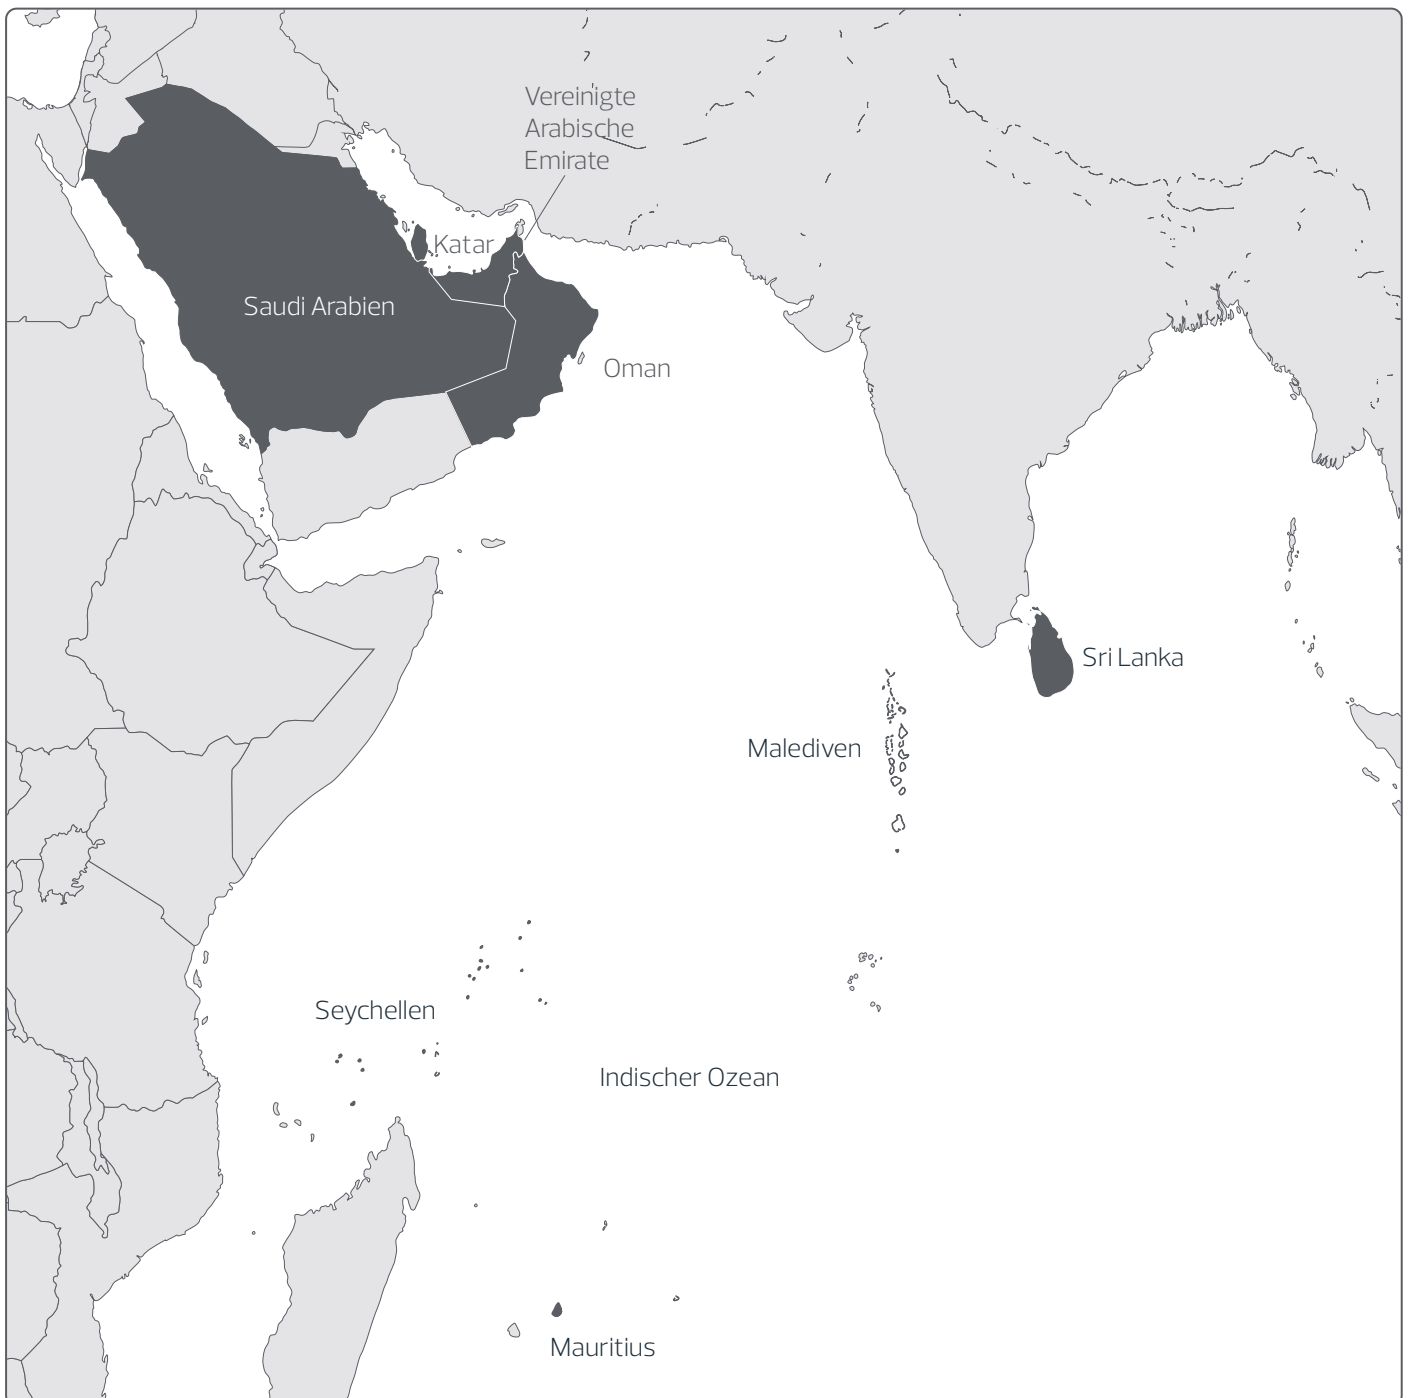 Vereinigte
Arabische
Emirate
Katar
Saudi Arabien
Oman
Sri Lanka
Malediven
Seychellen
Indischer Ozean
Mauritius